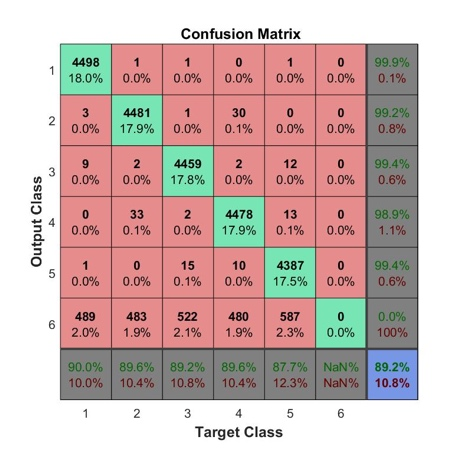 Confusion Matrix
1 4498 1 1 0 1 0 99.9%
18.0% 0.0% 0.0% 0.0% 0.0% 0.0% 0.1%
2 3 4481 1 30 0 0 99.2%
0.0% 17.9% 0.0% 0.1% 0.0% 0.0% 0.8%
3 9 2 4459 2 12 0 99.4%
0.0% 0.0% 17.8% 0.0% 0.0% 0.0% 0.6%
4 0 33 2 4478 13 0 98.9%
0.0% 0.1% 0.0% 17.9% 0.1% 0.0% 1.1%
5 1 0 15 10 4387 0 99.4%
0.0% 0.0% 0.1% 0.0% 17.5% 0.0% 0.6%
6 489 483 522 480 587 0 0.0%
2.0% 1.9% 2.1% 1.9% 2.3% 0.0% 100%
90.0% 89.6% 89.2% 89.6% 87.7% NaN% 89.2%
10.0% 10.4% 10.8% 10.4% 12.3% NaN% 10.8%
1 2 3 4 5 6
Target Class
Output Class